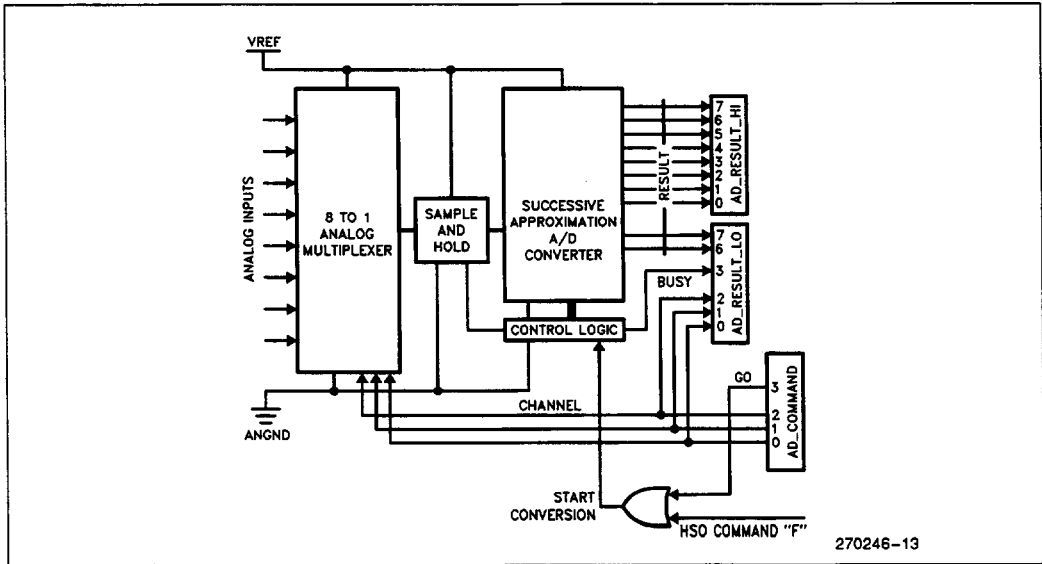 VREF
ANALOG INPUTS
8 TO 1
ANALOG
MULTIPLEXER
SAMPLE
AND
HOLD
SUCCESSIVE
APPROXIMATION
A/D
CONVERTER
RESULT
7
6
5
4
3
2
1
0
AD_RESULT_HI
7
6
3
2
1
0
AD_RESULT_LO
BUSY
CONTROL LOGIC
ANGND
CHANNEL
GO
3
2
1
0
AD_COMMAND
START
CONVERSION
HSO COMMAND "F"
270246-13